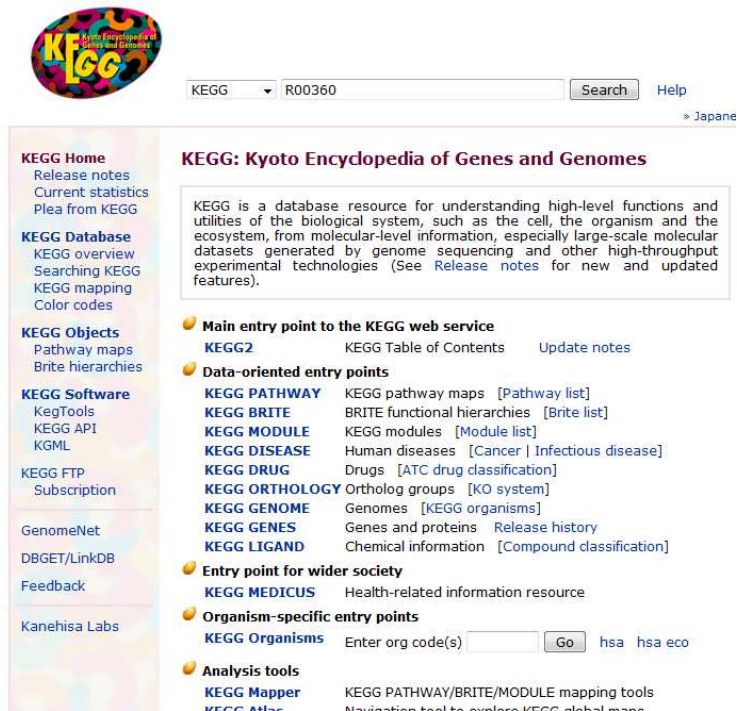 Kyoto Encyclopedia of
Genes and Genomes
KEGG
KEGG R00360 Search Help
» Japane
KEGG Home
Release notes
Current statistics
Plea from KEGG
KEGG Database
KEGG overview
Searching KEGG
KEGG mapping
Color codes
KEGG Objects
Pathway maps
Brite hierarchies
KEGG Software
KegTools
KEGG API
KGML
KEGG FTP
Subscription
GenomeNet
DBGET/LinkDB
Feedback
Kanehisa Labs
KEGG: Kyoto Encyclopedia of Genes and Genomes
KEGG is a database resource for understanding high-level functions and
utilities of the biological system, such as the cell, the organism and the
ecosystem, from molecular-level information, especially large-scale molecular
datasets generated by genome sequencing and other high-throughput
experimental technologies (See Release notes for new and updated
features).
Main entry point to the KEGG web service
KEGG2 KEGG Table of Contents Update notes
Data-oriented entry points
KEGG PATHWAY KEGG pathway maps [Pathway list]
KEGG BRITE BRITE functional hierarchies [Brite list]
KEGG MODULE KEGG modules [Module list]
KEGG DISEASE Human diseases [Cancer | Infectious disease]
KEGG DRUG Drugs [ATC drug classification]
KEGG ORTHOLOGY Ortholog groups [KO system]
KEGG GENOME Genomes [KEGG organisms]
KEGG GENES Genes and proteins Release history
KEGG LIGAND Chemical information [Compound classification]
Entry point for wider society
KEGG MEDICUS Health-related information resource
Organism-specific entry points
KEGG Organisms Enter org code(s) Go hsa hsa eco
Analysis tools
KEGG Mapper KEGG PATHWAY/BRITE/MODULE mapping tools
KEGG Atlas Navigation tool to explore KEGG global maps